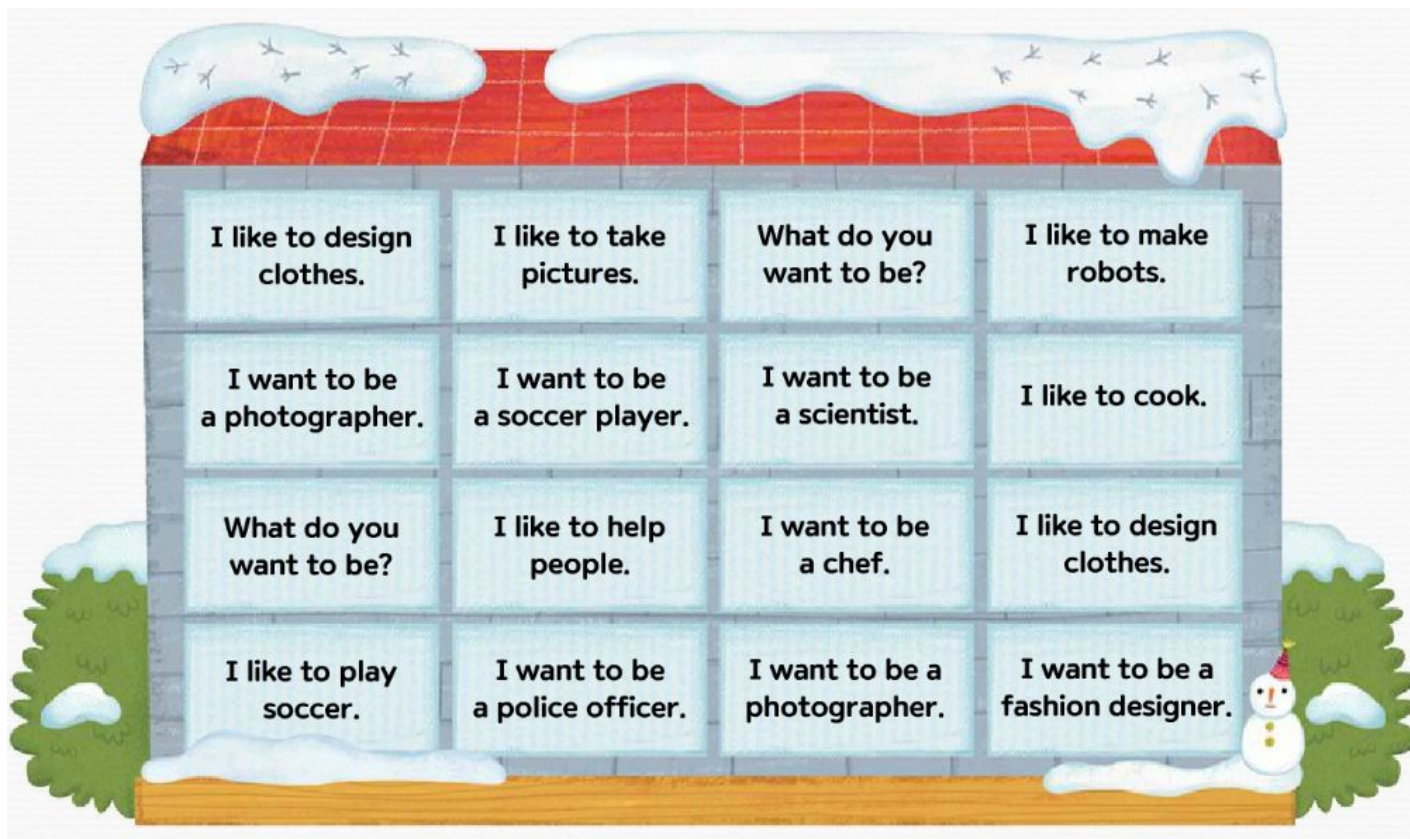 I like to design
clothes.
I like to take
pictures.
What do you
want to be?
I like to make
robots.
I want to be
a photographer.
I want to be
a soccer player.
I want to be
a scientist.
I like to cook.
What do you
want to be?
I like to help
people.
I want to be
a chef.
I like to design
clothes.
I like to play
soccer.
I want to be
a police officer.
I want to be a
photographer.
I want to be a
fashion designer.